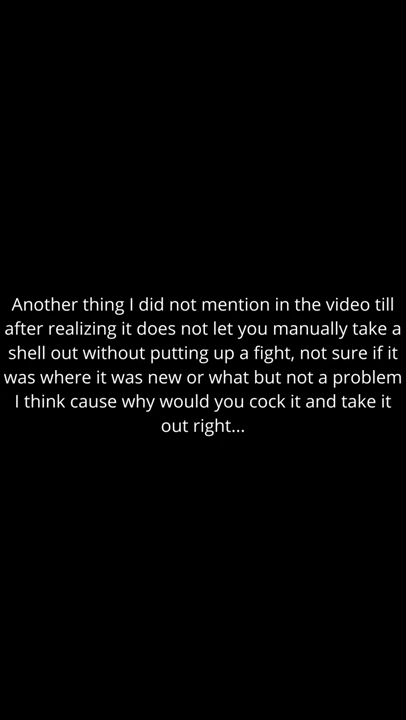 Another thing I did not mention in the video till
after realizing it does not let you manually take a
shell out without putting up a fight, not sure if it
was where it was new or what but not a problem
I think cause why would you cock it and take it
out right...